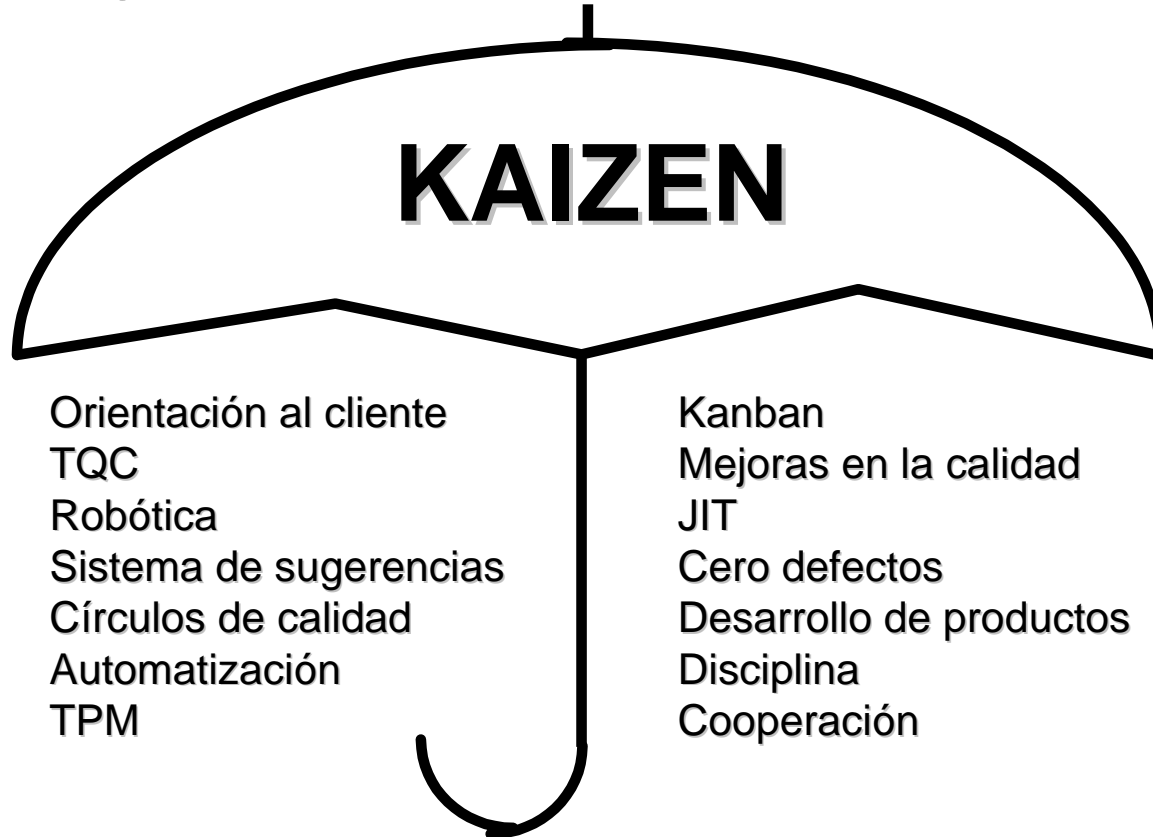 KAIZEN
Orientación al cliente
TQC
Robótica
Sistema de sugerencias
Círculos de calidad
Automatización
TPM
Kanban
Mejoras en la calidad
JIT
Cero defectos
Desarrollo de productos
Disciplina
Cooperación